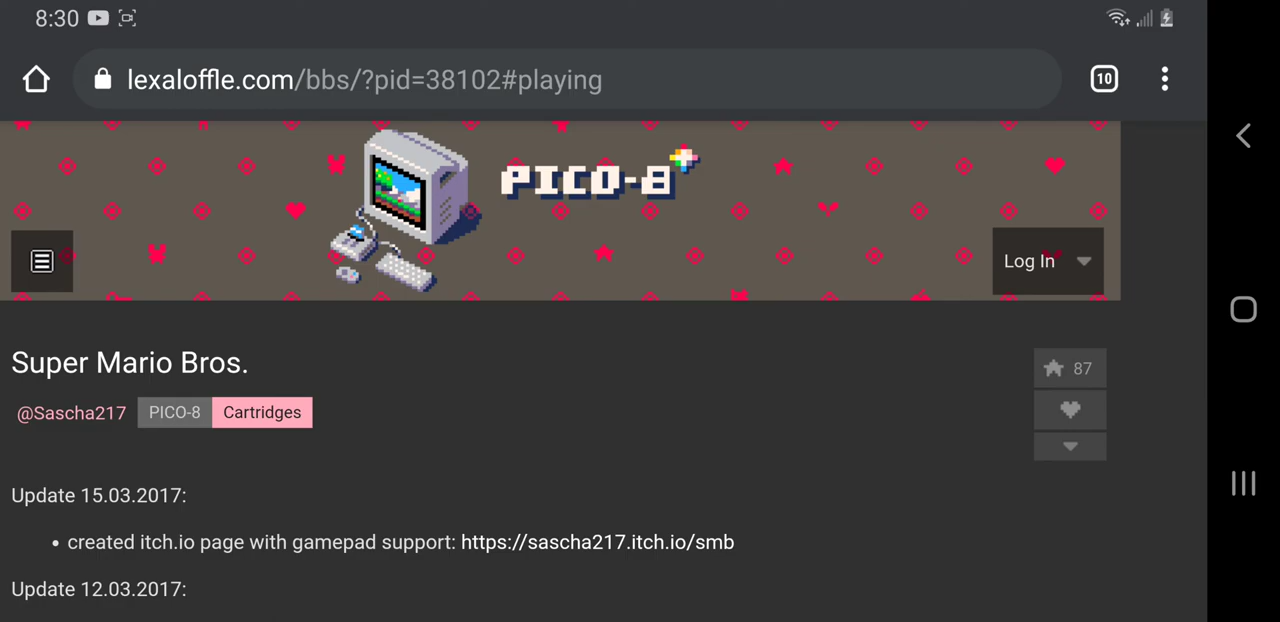 8:30
lexaloffle.com/bbs/?pid=38102#playing
10
PICO-8
Log In
Super Mario Bros.
87
@Sascha217 PICO-8 Cartridges
Update 15.03.2017:
• created itch.io page with gamepad support: https://sascha217.itch.io/smb
Update 12.03.2017: